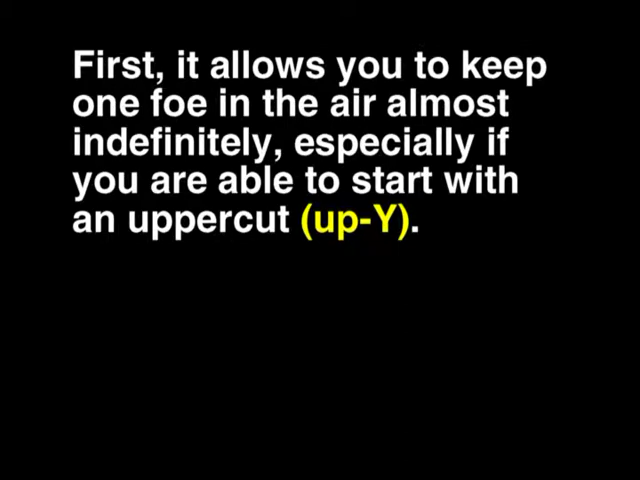 First, it allows you to keep
one foe in the air almost
indefinitely, especially if
you are able to start with
an uppercut (up-Y).